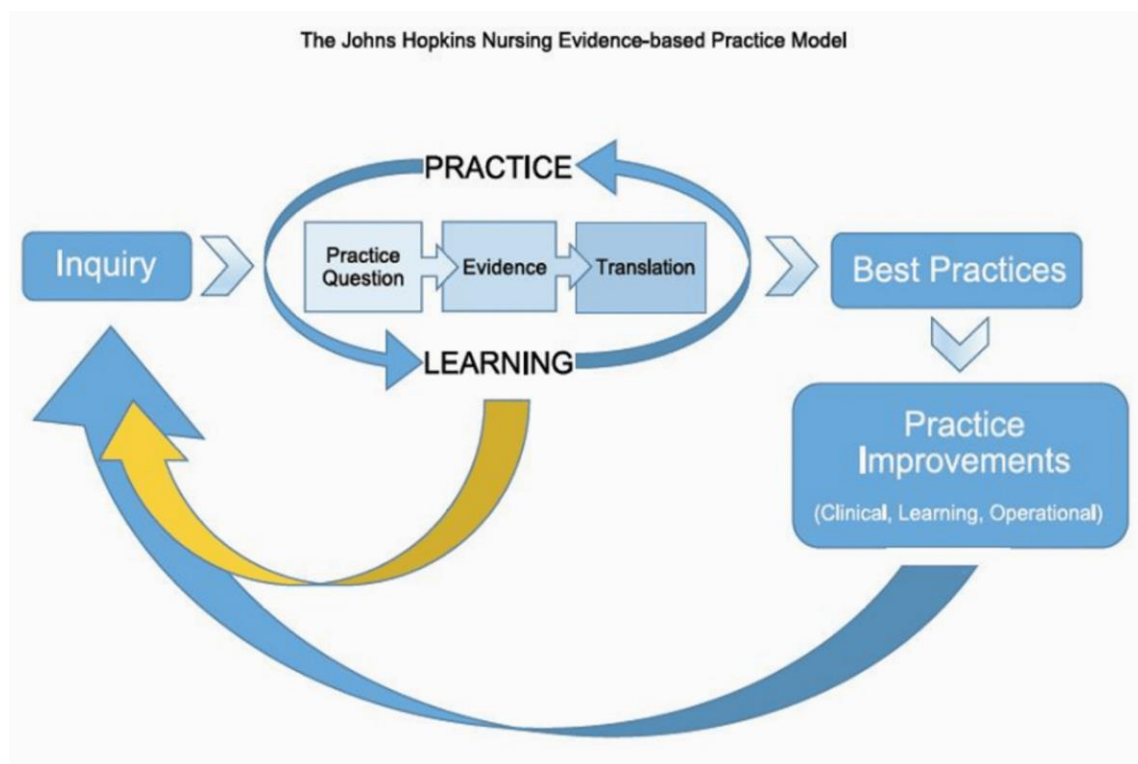 The Johns Hopkins Nursing Evidence-based Practice Model
PRACTICE
Inquiry
Practice
Question
Evidence
Translation
LEARNING
Best Practices
Practice
Improvements
(Clinical, Learning, Operational)